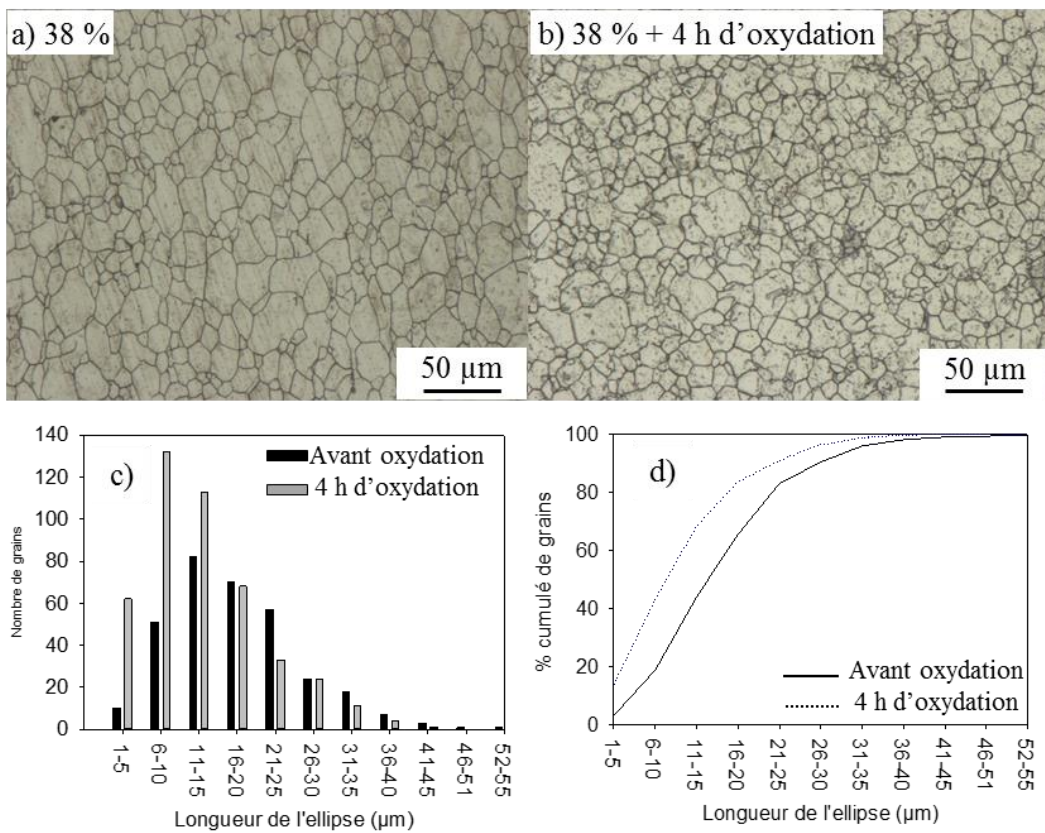 a) 38 %
b) 38 % + 4 h d’oxydation
50 µm
50 µm
140
120
100
80
60
40
20
0
Nombre de grains
c)
Avant oxydation
4 h d’oxydation
1-5
6-10
11-15
16-20
21-25
26-30
31-35
36-40
41-45
46-51
52-55
Longueur de l'ellipse (µm)
100
80
60
40
20
0
% cumulé de grains
d)
Avant oxydation
4 h d’oxydation
1-5
6-10
11-15
16-20
21-25
26-30
31-35
36-40
41-45
46-51
52-55
Longueur de l'ellipse (µm)